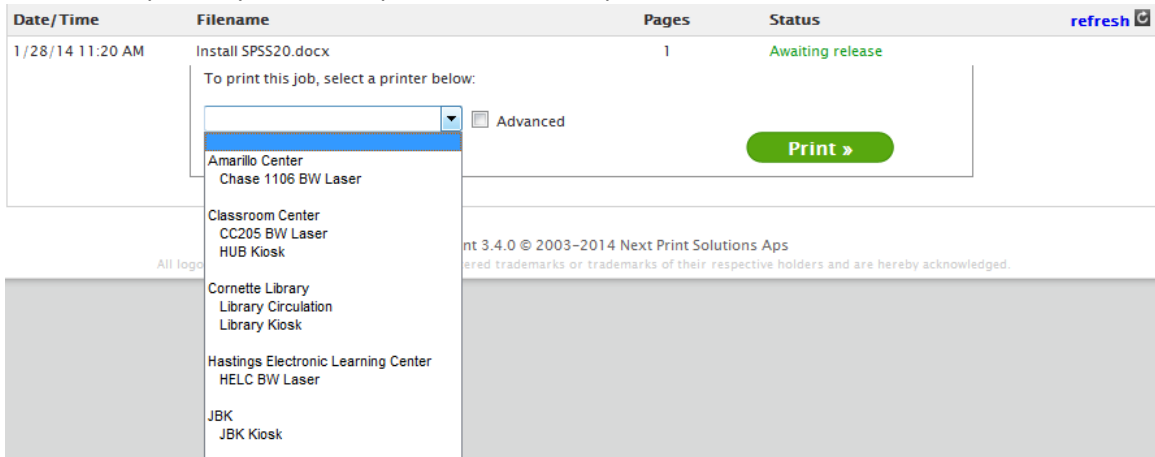 Date/Time Filename Pages Status refresh
1/28/14 11:20 AM Install SPSS20.docx 1 Awaiting release
To print this job, select a printer below:
Advanced
Print »
Amarillo Center
Chase 1106 BW Laser
Classroom Center
CC205 BW Laser
HUB Kiosk
nt 3.4.0 © 2003-2014 Next Print Solutions Aps
All logo ered trademarks or trademarks of their respective holders and are hereby acknowledged.
Cornette Library
Library Circulation
Library Kiosk
Hastings Electronic Learning Center
HELC BW Laser
JBK
JBK Kiosk